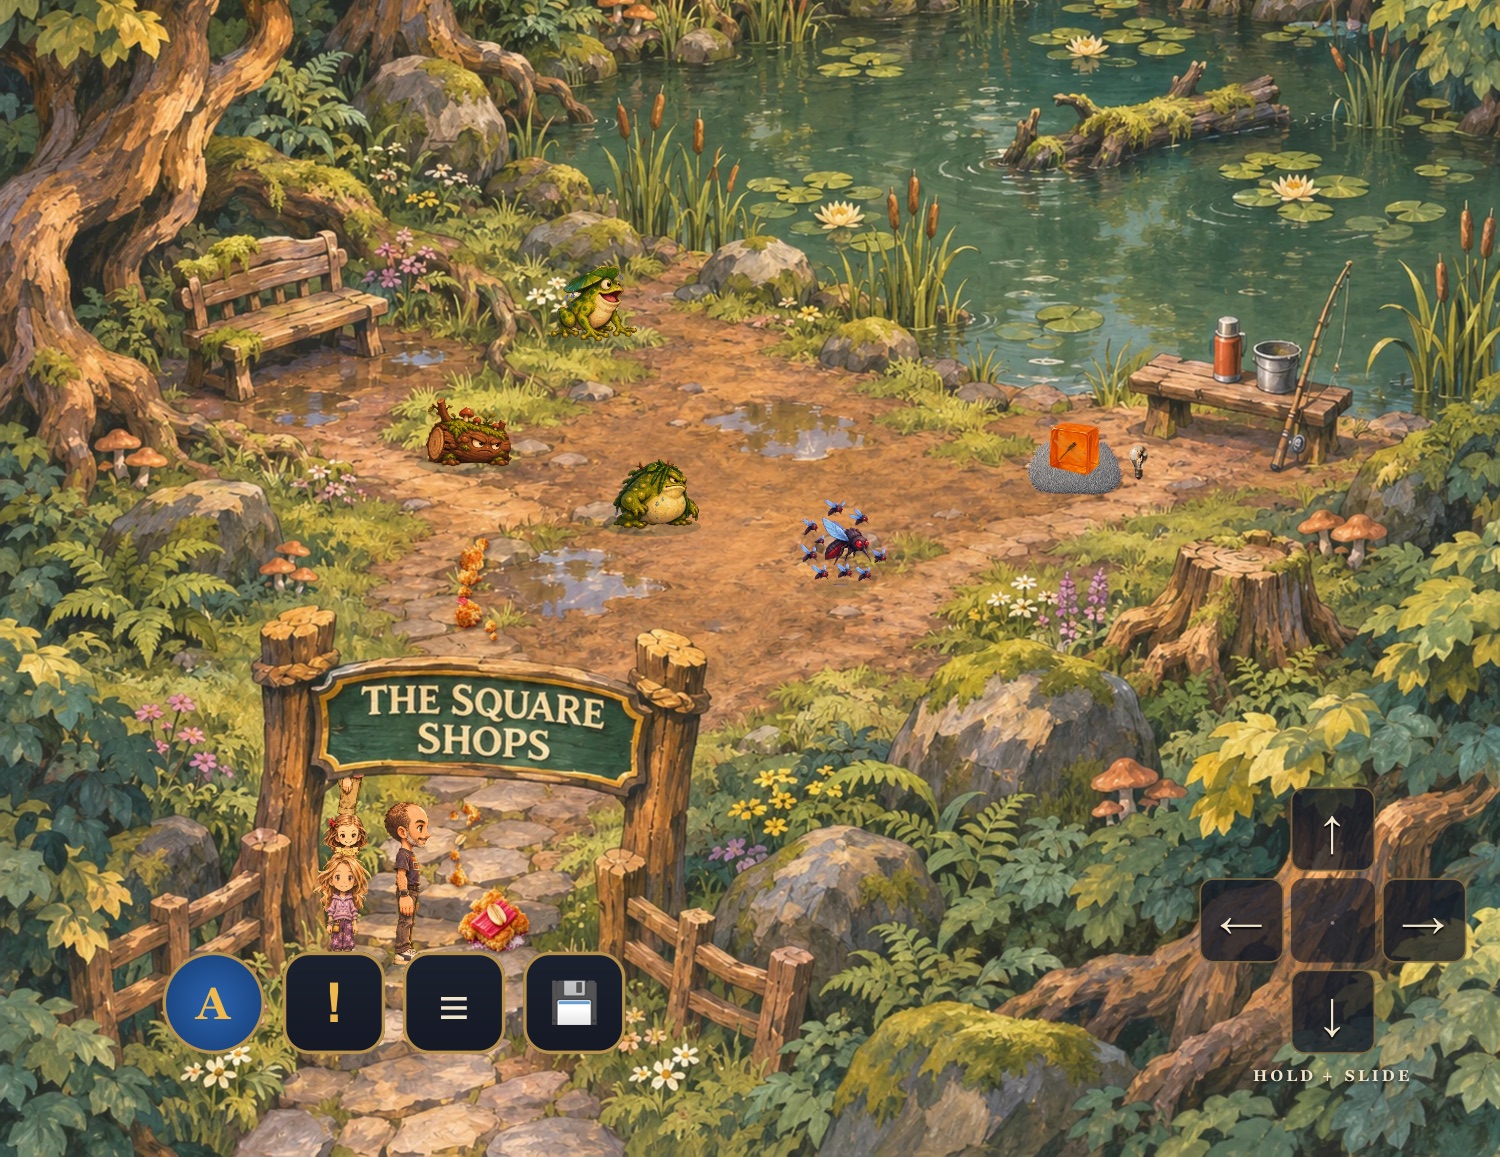 THE SQUARE
SHOPS
A
!
HOLD + SLIDE